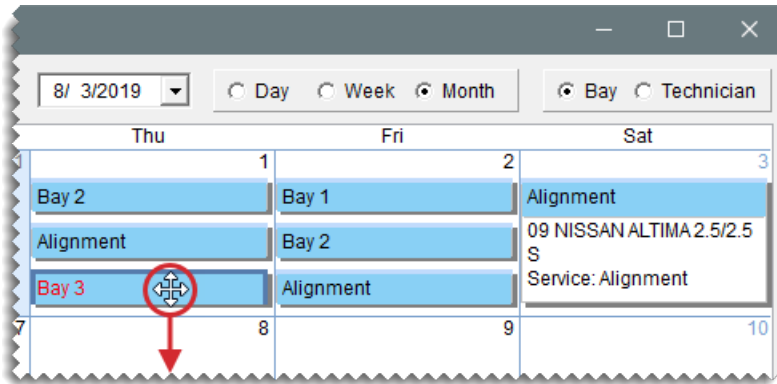 8/ 3/2019 Day Week Month Bay Technician
Thu Fri Sat
1 2 3
Bay 2 Bay 1 Alignment
Alignment Bay 2 09 NISSAN ALTIMA 2.5/2.5
S
Bay 3 Alignment Service: Alignment
7 8 9 10